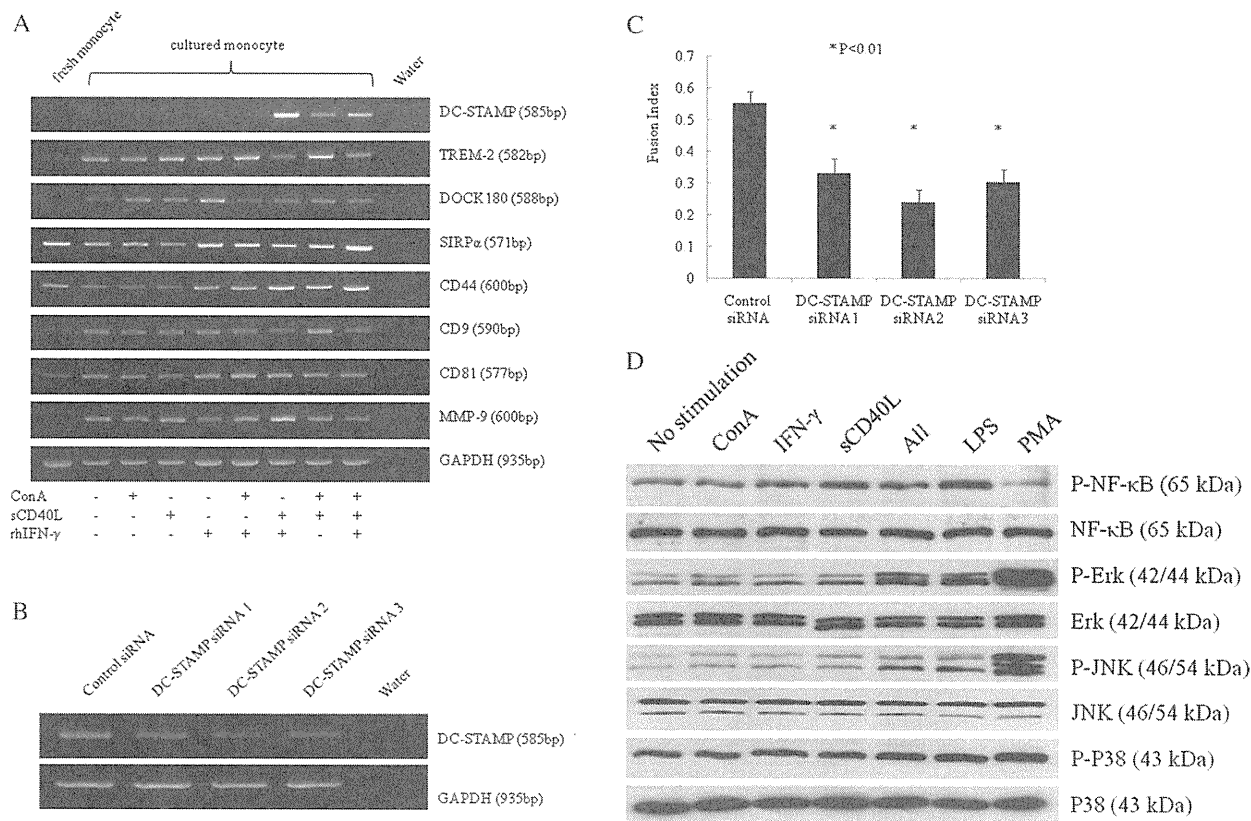 A
fresh monocyte
cultured monocyte
Water
DC-STAMP (585bp)
TREM-2 (582bp)
DOCK180 (588bp)
SIRPα (571bp)
CD44 (600bp)
CD9 (590bp)
CD81 (577bp)
MMP-9 (600bp)
GAPDH (935bp)
ConA - + - - + - + +
sCD40L - - + - - + + +
rhIFN-γ - - - + + + - +
B
Control siRNA
DC-STAMP siRNA 1
DC-STAMP siRNA 2
DC-STAMP siRNA 3
Water
DC-STAMP (585bp)
GAPDH (935bp)
C
*P<0.01
Fusion Index
0.7
0.6
0.5
0.4
0.3
0.2
0.1
0
* * *
Control siRNA
DC-STAMP siRNA1
DC-STAMP siRNA2
DC-STAMP siRNA3
D
No stimulation
ConA
IFN-γ
sCD40L
All
LPS
PMA
P-NF-κB (65 kDa)
NF-κB (65 kDa)
P-Erk (42/44 kDa)
Erk (42/44 kDa)
P-JNK (46/54 kDa)
JNK (46/54 kDa)
P-P38 (43 kDa)
P38 (43 kDa)